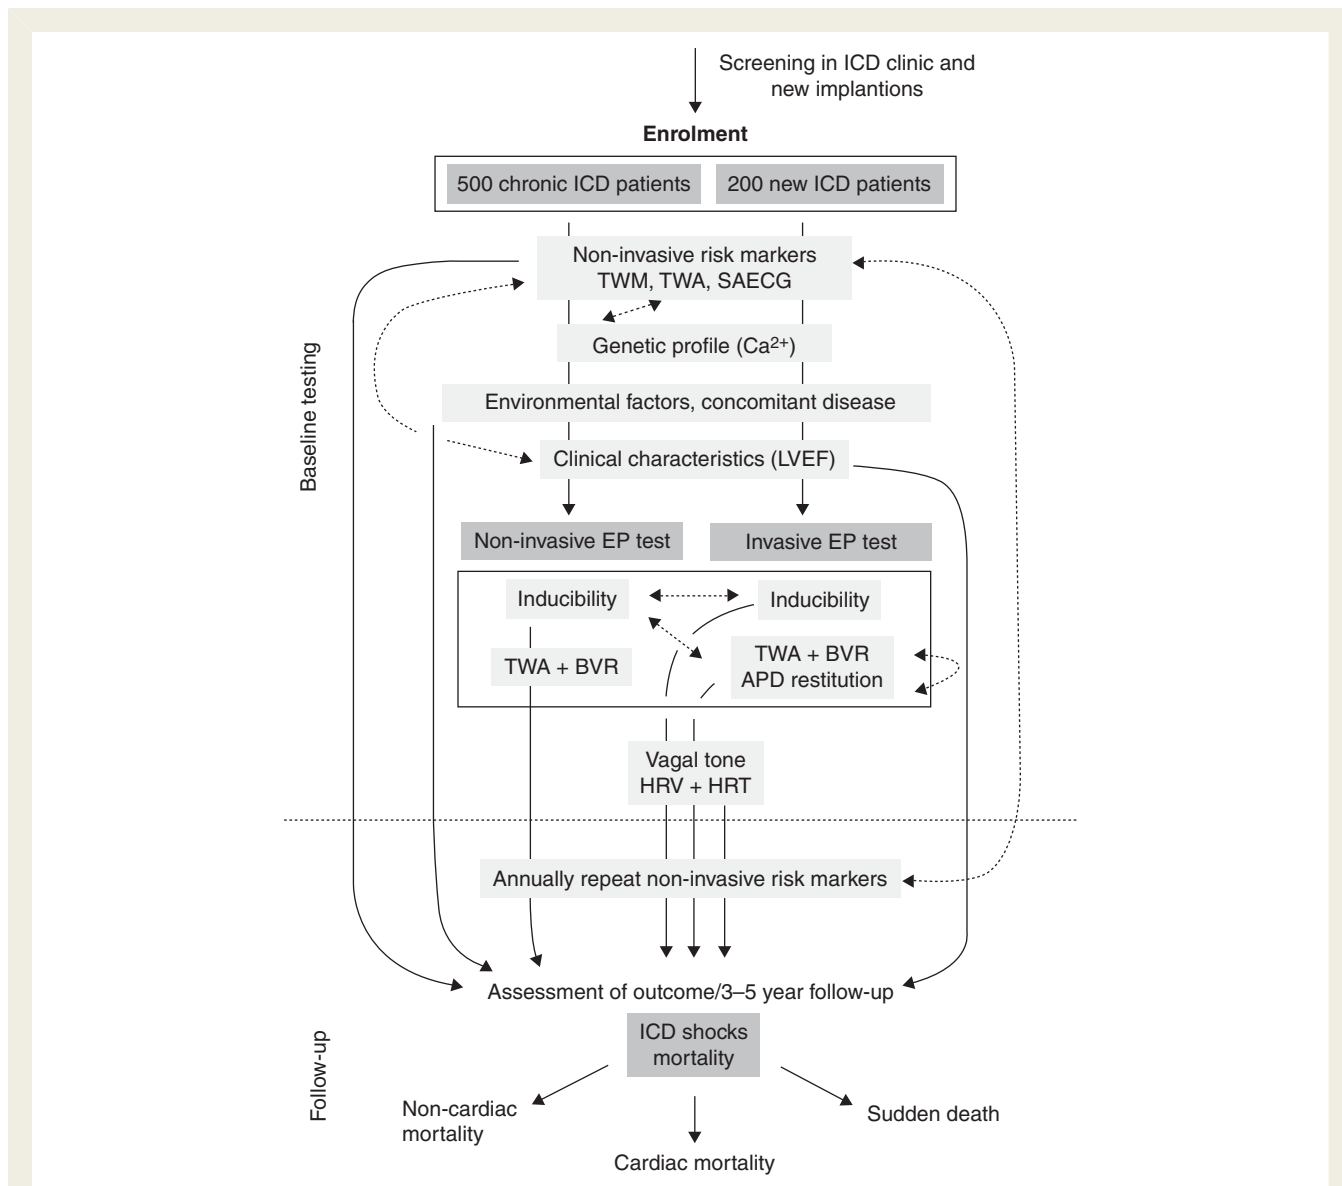 Screening in ICD clinic and
new implantions
Enrolment
500 chronic ICD patients
200 new ICD patients
Non-invasive risk markers
TWM, TWA, SAECG
Genetic profile (Ca2+)
Environmental factors, concomitant disease
Clinical characteristics (LVEF)
Baseline testing
Non-invasive EP test
Invasive EP test
Inducibility
Inducibility
TWA + BVR
TWA + BVR
APD restitution
Vagal tone
HRV + HRT
Annually repeat non-invasive risk markers
Assessment of outcome/3–5 year follow-up
ICD shocks
mortality
Follow-up
Non-cardiac
mortality
Sudden death
Cardiac mortality